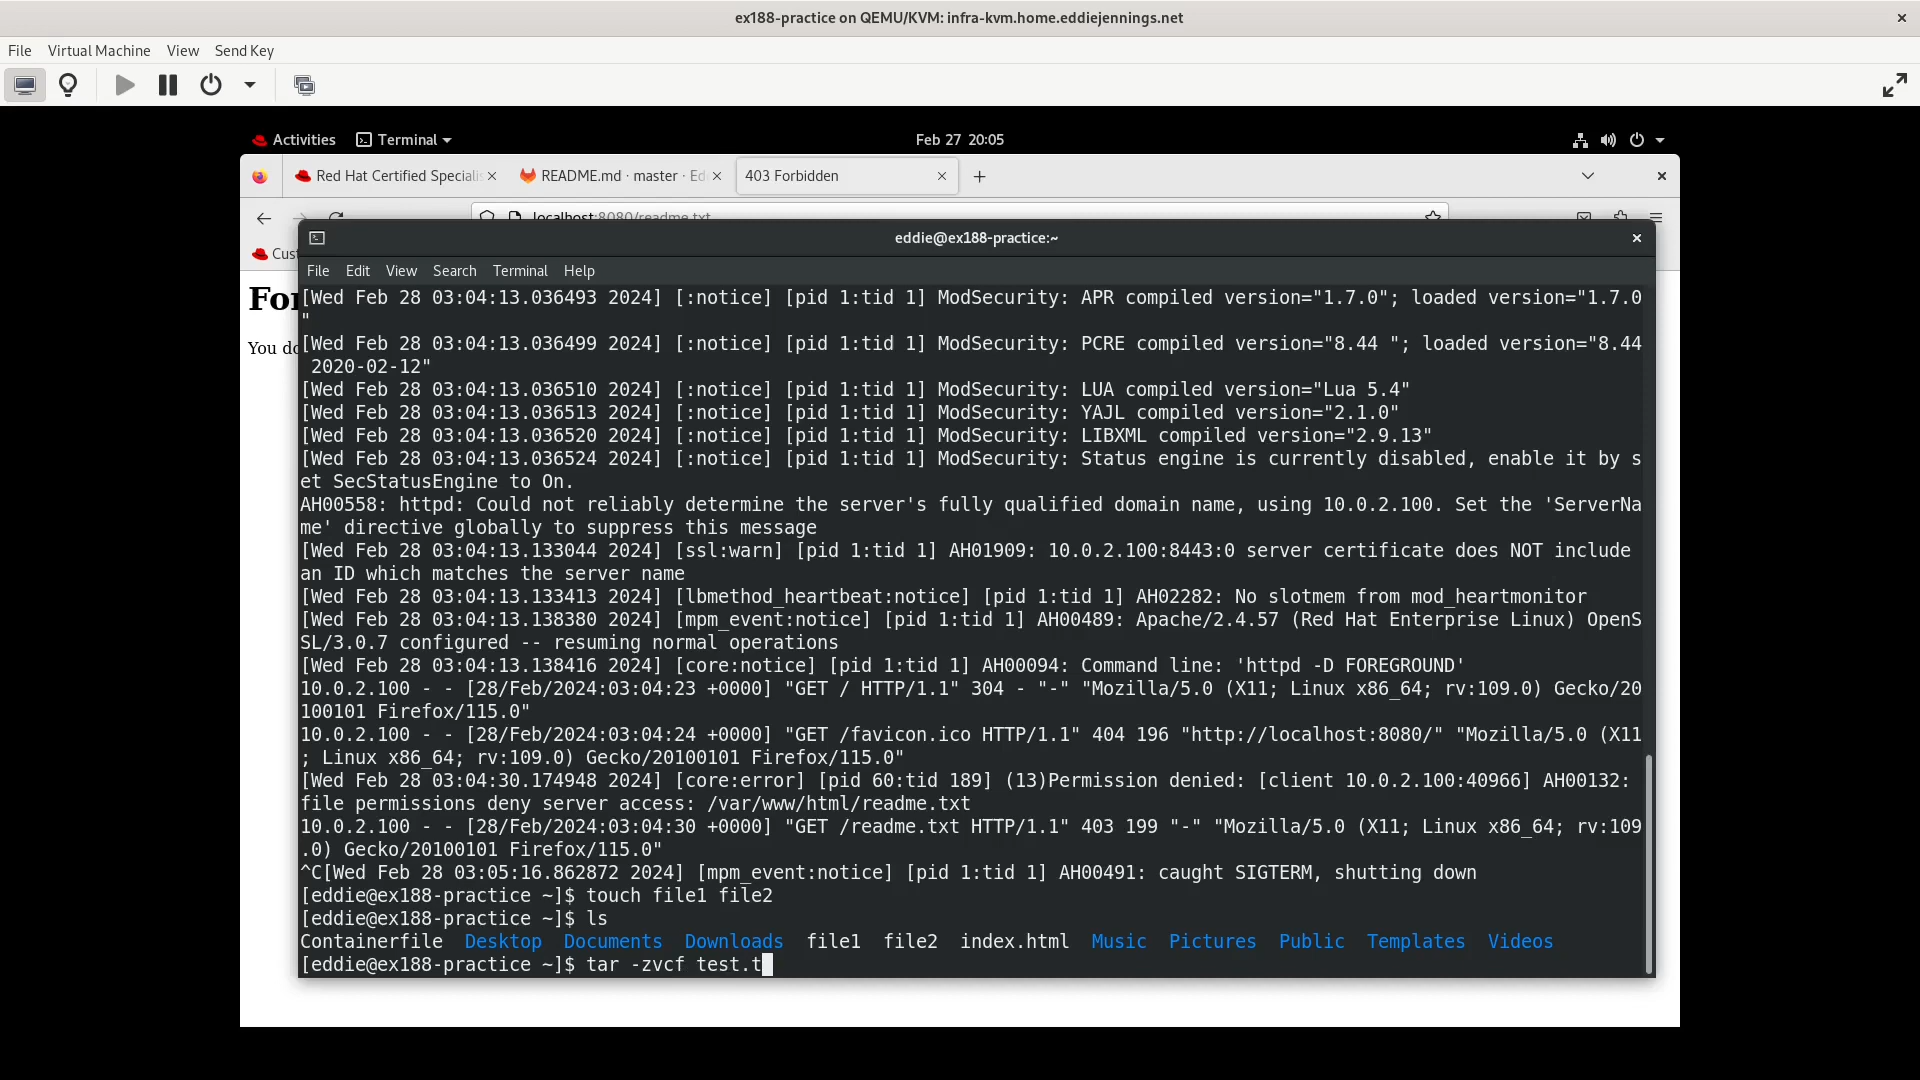 ex188-practice on QEMU/KVM: infra-kvm.home.eddiejennings.net
File Virtual Machine View Send Key
Activities Terminal Feb 27 20:05
Red Hat Certified Specialis README.md · master · Ed 403 Forbidden
localhost:8080/readme.txt
eddie@ex188-practice:~
Cust
File Edit View Search Terminal Help
For
You do
[Wed Feb 28 03:04:13.036493 2024] [:notice] [pid 1:tid 1] ModSecurity: APR compiled version="1.7.0"; loaded version="1.7.0
"
[Wed Feb 28 03:04:13.036499 2024] [:notice] [pid 1:tid 1] ModSecurity: PCRE compiled version="8.44 "; loaded version="8.44
 2020-02-12"
[Wed Feb 28 03:04:13.036510 2024] [:notice] [pid 1:tid 1] ModSecurity: LUA compiled version="Lua 5.4"
[Wed Feb 28 03:04:13.036513 2024] [:notice] [pid 1:tid 1] ModSecurity: YAJL compiled version="2.1.0"
[Wed Feb 28 03:04:13.036520 2024] [:notice] [pid 1:tid 1] ModSecurity: LIBXML compiled version="2.9.13"
[Wed Feb 28 03:04:13.036524 2024] [:notice] [pid 1:tid 1] ModSecurity: Status engine is currently disabled, enable it by s
et SecStatusEngine to On.
AH00558: httpd: Could not reliably determine the server's fully qualified domain name, using 10.0.2.100. Set the 'ServerNa
me' directive globally to suppress this message
[Wed Feb 28 03:04:13.133044 2024] [ssl:warn] [pid 1:tid 1] AH01909: 10.0.2.100:8443:0 server certificate does NOT include
an ID which matches the server name
[Wed Feb 28 03:04:13.133413 2024] [lbmethod_heartbeat:notice] [pid 1:tid 1] AH02282: No slotmem from mod_heartmonitor
[Wed Feb 28 03:04:13.138380 2024] [mpm_event:notice] [pid 1:tid 1] AH00489: Apache/2.4.57 (Red Hat Enterprise Linux) OpenS
SL/3.0.7 configured -- resuming normal operations
[Wed Feb 28 03:04:13.138416 2024] [core:notice] [pid 1:tid 1] AH00094: Command line: 'httpd -D FOREGROUND'
10.0.2.100 - - [28/Feb/2024:03:04:23 +0000] "GET / HTTP/1.1" 304 - "-" "Mozilla/5.0 (X11; Linux x86_64; rv:109.0) Gecko/20
100101 Firefox/115.0"
10.0.2.100 - - [28/Feb/2024:03:04:24 +0000] "GET /favicon.ico HTTP/1.1" 404 196 "http://localhost:8080/" "Mozilla/5.0 (X11
; Linux x86_64; rv:109.0) Gecko/20100101 Firefox/115.0"
[Wed Feb 28 03:04:30.174948 2024] [core:error] [pid 60:tid 189] (13)Permission denied: [client 10.0.2.100:40966] AH00132:
file permissions deny server access: /var/www/html/readme.txt
10.0.2.100 - - [28/Feb/2024:03:04:30 +0000] "GET /readme.txt HTTP/1.1" 403 199 "-" "Mozilla/5.0 (X11; Linux x86_64; rv:109
.0) Gecko/20100101 Firefox/115.0"
^C[Wed Feb 28 03:05:16.862872 2024] [mpm_event:notice] [pid 1:tid 1] AH00491: caught SIGTERM, shutting down
[eddie@ex188-practice ~]$ touch file1 file2
[eddie@ex188-practice ~]$ ls
Containerfile Desktop Documents Downloads file1 file2 index.html Music Pictures Public Templates Videos
[eddie@ex188-practice ~]$ tar -zvcf test.t